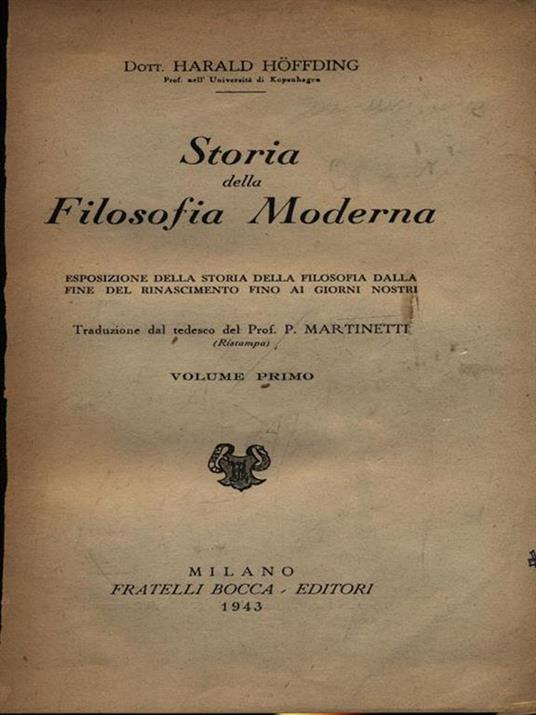 DOTT. HARALD HÖFFDING
Prof. nell' Università di Kopenhagen
Storia
della
Filosofia Moderna
ESPOSIZIONE DELLA STORIA DELLA FILOSOFIA DALLA
FINE DEL RINASCIMENTO FINO AI GIORNI NOSTRI
Traduzione dal tedesco del Prof. P. MARTINETTI
(Ristampa)
VOLUME PRIMO
MILANO
FRATELLI BOCCA - EDITORI
1943